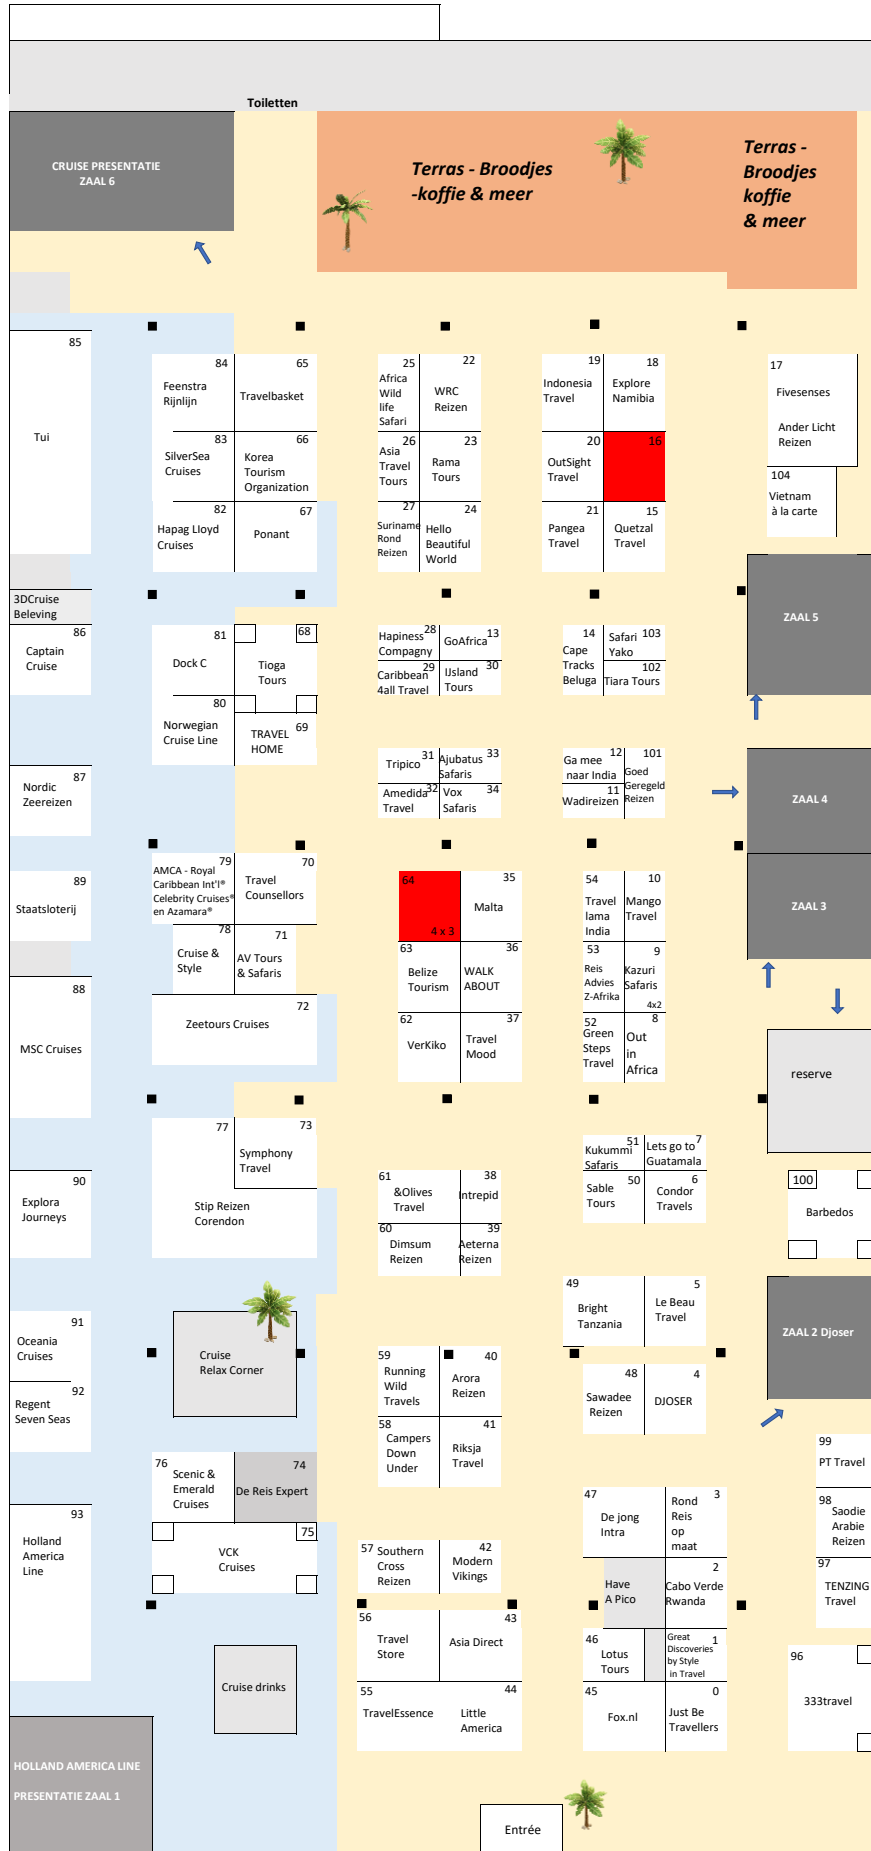 Toiletten
CRUISE PRESENTATIE
ZAAL 6
Terras - Broodjes
-koffie & meer
Terras -
Broodjes
koffie
& meer
85
Tui
84
Feenstra
Rijnlijn
65
Travelbasket
25
Africa
Wild
life
Safari
22
WRC
Reizen
19
Indonesia
Travel
18
Explore
Namibia
17
Fivesenses
Ander Licht
Reizen
83
SilverSea
Cruises
66
Korea
Tourism
Organization
26
Asia
Travel
Tours
23
Rama
Tours
20
OutSight
Travel
16
104
Vietnam
à la carte
82
Hapag Lloyd
Cruises
67
Ponant
27
Suriname
Rond
Reizen
24
Hello
Beautiful
World
21
Pangea
Travel
15
Quetzal
Travel
3DCruise
Beleving
ZAAL 5
86
Captain
Cruise
81
Dock C
68
Tioga
Tours
28
Hapiness
Compagny
13
GoAfrica
14
Cape
Tracks
Beluga
103
Safari
Yako
29
Caribbean
4all Travel
30
IJsland
Tours
102
Tiara Tours
80
Norwegian
Cruise Line
69
TRAVEL
HOME
87
Nordic
Zeereizen
31
Tripico
33
Ajubatus
Safaris
12
Ga mee
naar India
101
Goed
Geregeld
Reizen
32
Amedida
Travel
34
Vox
Safaris
11
Wadireizen
ZAAL 4
79
AMCA - Royal
Caribbean Int'l®
Celebrity Cruises®
en Azamara®
70
Travel
Counsellors
89
Staatsloterij
64
4 x 3
35
Malta
54
Travel
lama
India
10
Mango
Travel
ZAAL 3
78
Cruise &
Style
71
AV Tours
& Safaris
63
Belize
Tourism
36
WALK
ABOUT
53
Reis
Advies
Z-Afrika
9
Kazuri
Safaris
4x2
88
MSC Cruises
72
Zeetours Cruises
62
VerKiko
37
Travel
Mood
52
Green
Steps
Travel
8
Out
in
Africa
reserve
77
Stip Reizen
Corendon
73
Symphony
Travel
51
Kukummi
Safaris
7
Lets go to
Guatamala
90
Explora
Journeys
61
&Olives
Travel
38
Intrepid
50
Sable
Tours
6
Condor
Travels
100
Barbedos
60
Dimsum
Reizen
39
Aeterna
Reizen
91
Oceania
Cruises
49
Bright
Tanzania
5
Le Beau
Travel
ZAAL 2 Djoser
Cruise
Relax Corner
59
Running
Wild
Travels
40
Arora
Reizen
48
Sawadee
Reizen
4
DJOSER
92
Regent
Seven Seas
58
Campers
Down
Under
41
Riksja
Travel
99
PT Travel
76
Scenic &
Emerald
Cruises
74
De Reis Expert
47
De jong
Intra
3
Rond
Reis
op
maat
98
Saodie
Arabie
Reizen
93
Holland
America
Line
75
VCK
Cruises
57
Southern
Cross
Reizen
42
Modern
Vikings
Have
A Pico
2
Cabo Verde
Rwanda
97
TENZING
Travel
56
Travel
Store
43
Asia Direct
46
Lotus
Tours
1
Great
Discoveries
by Style
in Travel
96
333travel
Cruise drinks
55
TravelEssence
44
Little
America
45
Fox.nl
0
Just Be
Travellers
HOLLAND AMERICA LINE
PRESENTATIE ZAAL 1
Entrée